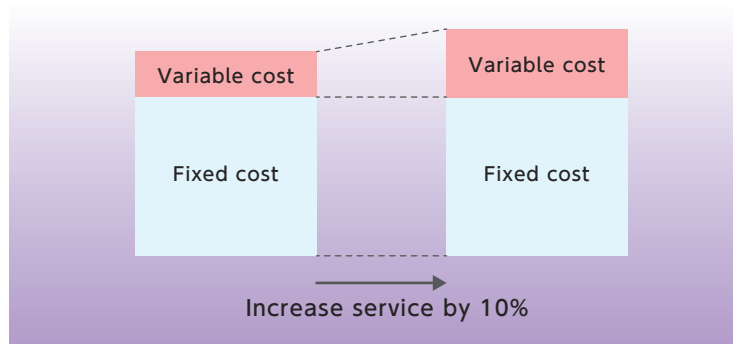 Variable cost
Variable cost
Fixed cost
Fixed cost
Increase service by 10%